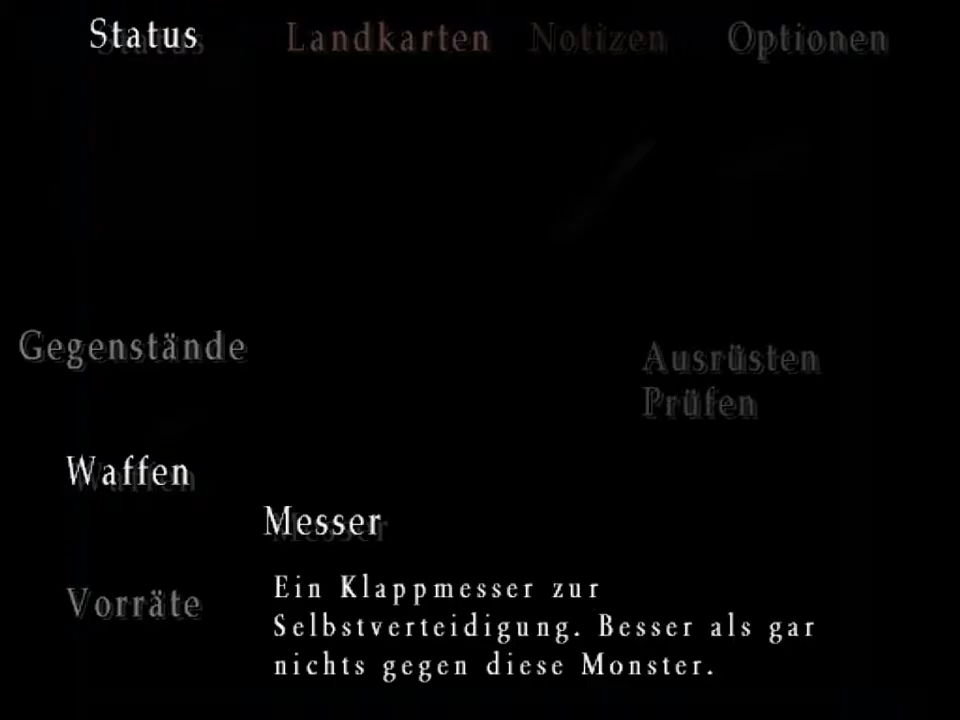 Status Landkarten Notizen Optionen
Gegenstände
Ausrüsten
Prüfen
Waffen
Messer
Vorräte
Ein Klappmesser zur
Selbstverteidigung. Besser als gar
nichts gegen diese Monster.